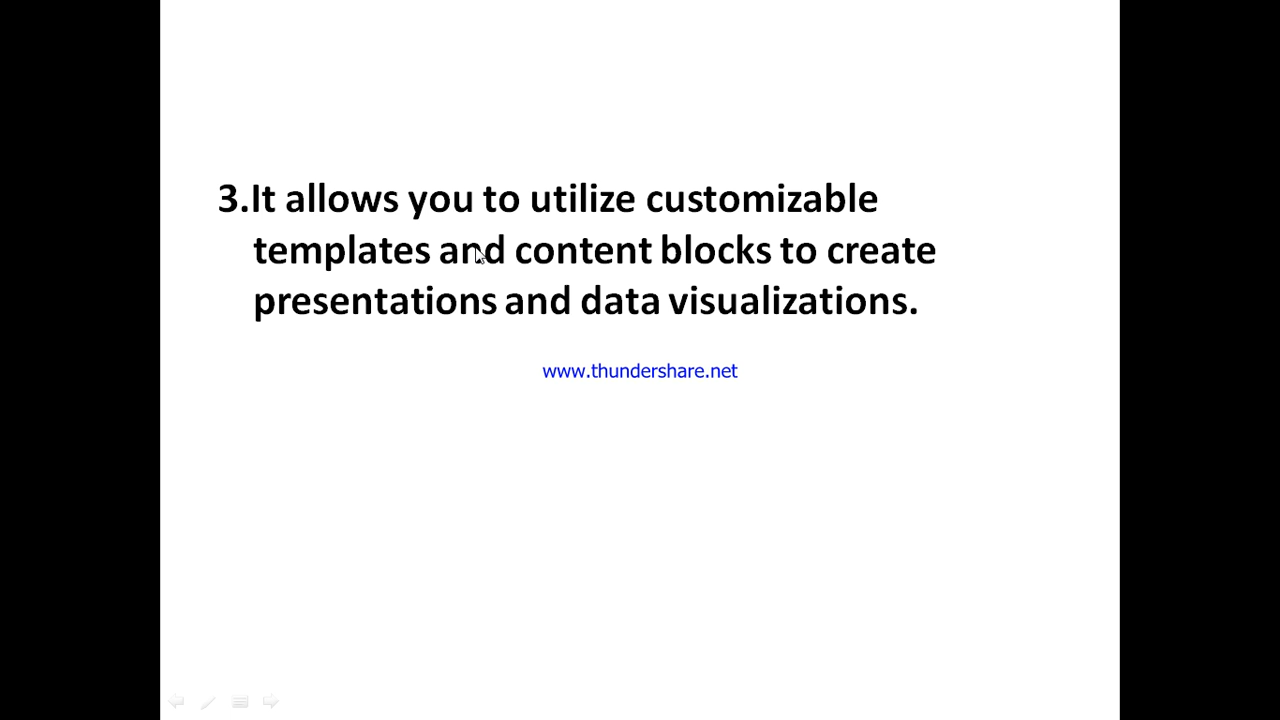 3.It allows you to utilize customizable
templates and content blocks to create
presentations and data visualizations.
www.thundershare.net